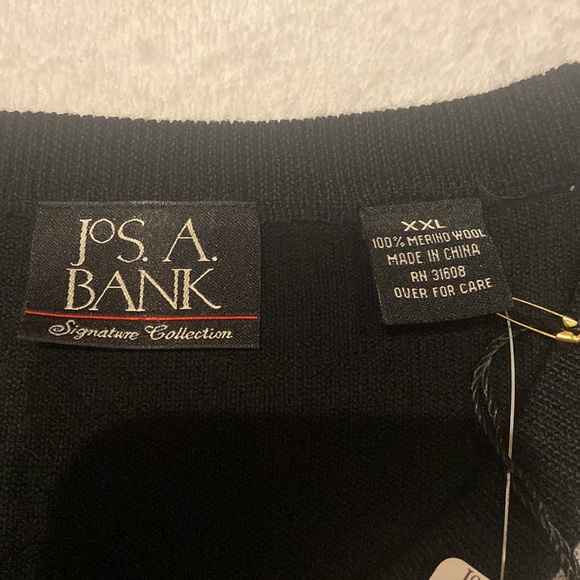 JOS. A.
BANK
Signature Collection
XXL
100% MERINO WOOL
MADE IN CHINA
RN 31608
OVER FOR CARE